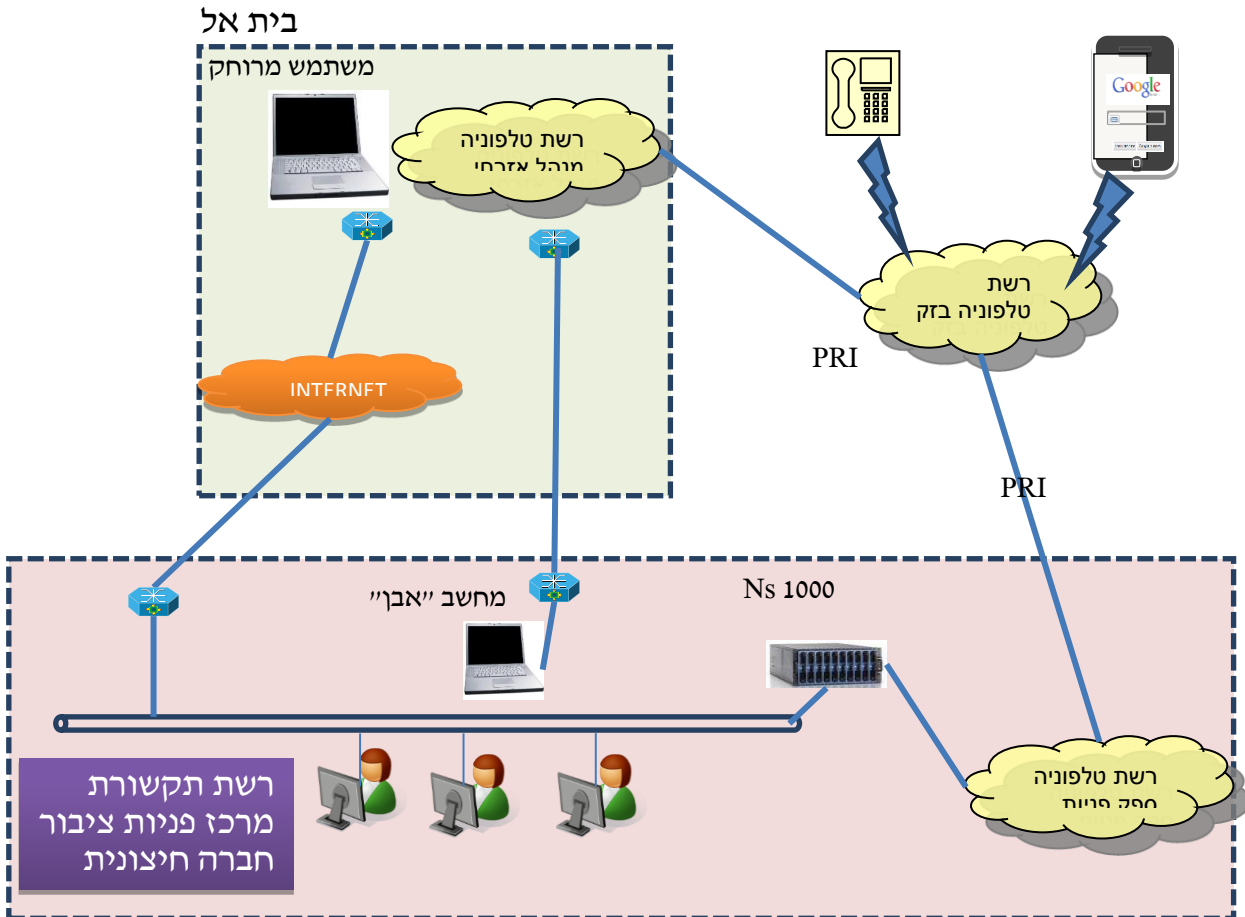 בית אל
משתמש מרוחק
רשת טלפוניה
מנהל אזרחי
Google
רשת
טלפוניה בזק
PRI
INTERNET
PRI
Ns 1000
מחשב "אבן"
רשת טלפוניה
ספק פניות
רשת תקשורת
מרכז פניות ציבור
חברה חיצונית